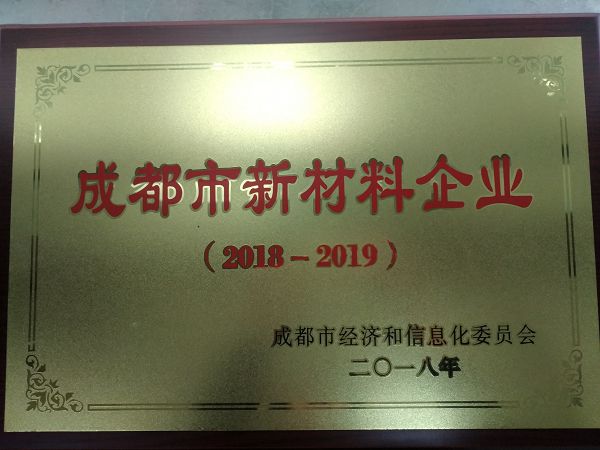 成都市新材料企业
（2018－2019）
成都市经济和信息化委员会
二〇一八年